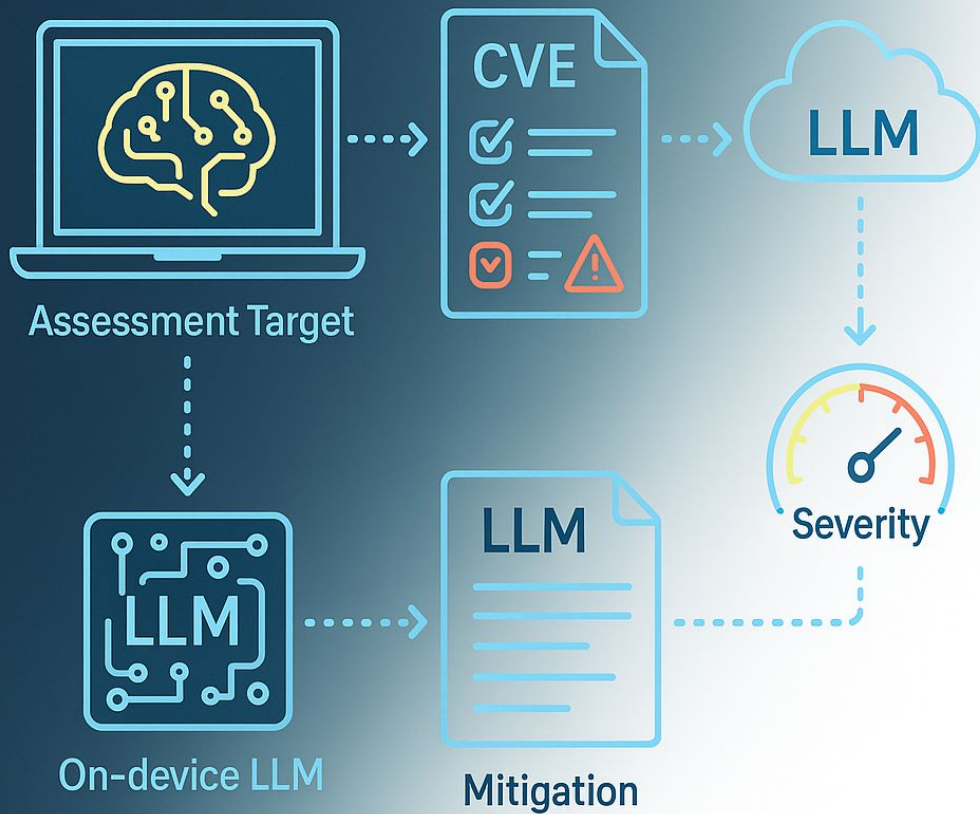 CVE
LLM
Assessment Target
Severity
LLM
LLM
On-device LLM
Mitigation